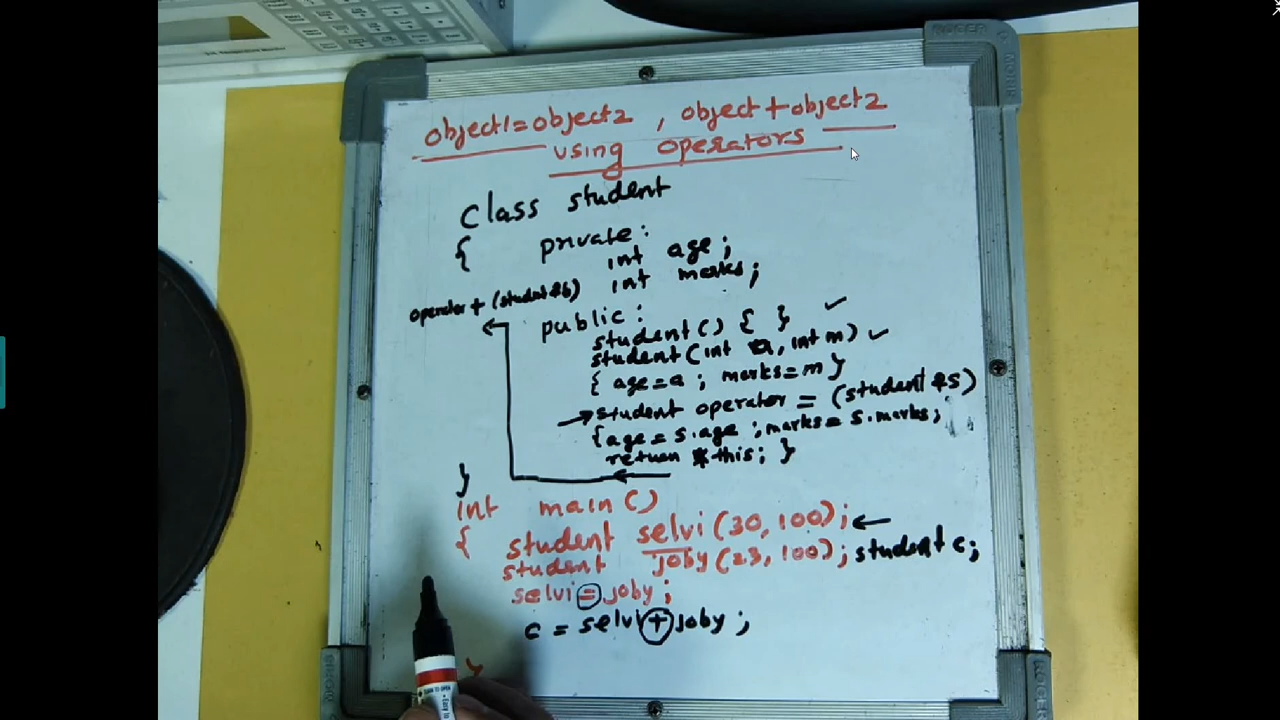 object1=object2 , object+object2
using operators
Class student
{ private:
int age;
int marks;
operator+ (student &b)
public:
student() { }
student(int a, int m)
{ age=a; marks=m }
student operator = (student &s)
{age=s.age ;marks=s.marks;
return *this; }
}
int main()
{ student selvi(30,100);
student joby(23,100); student c;
selvi=joby;
c = selvi+joby;